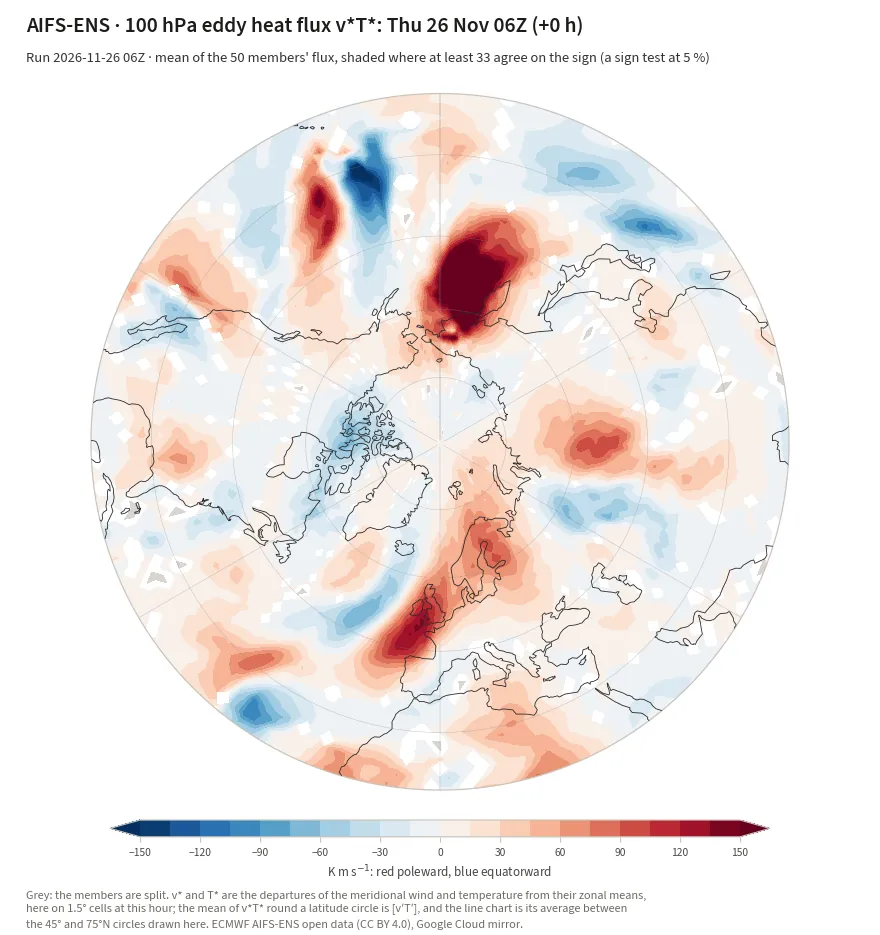 AIFS-ENS · 100 hPa eddy heat flux v*T*: Thu 26 Nov 06Z (+0 h)
Run 2026-11-26 06Z · mean of the 50 members' flux, shaded where at least 33 agree on the sign (a sign test at 5 %)
−150 −120 −90 −60 −30 0 30 60 90 120 150
K m s⁻¹: red poleward, blue equatorward
Grey: the members are split. v* and T* are the departures of the meridional wind and temperature from their zonal means,
here on 1.5° cells at this hour; the mean of v*T* round a latitude circle is [v'T'], and the line chart is its average between
the 45° and 75°N circles drawn here. ECMWF AIFS-ENS open data (CC BY 4.0), Google Cloud mirror.